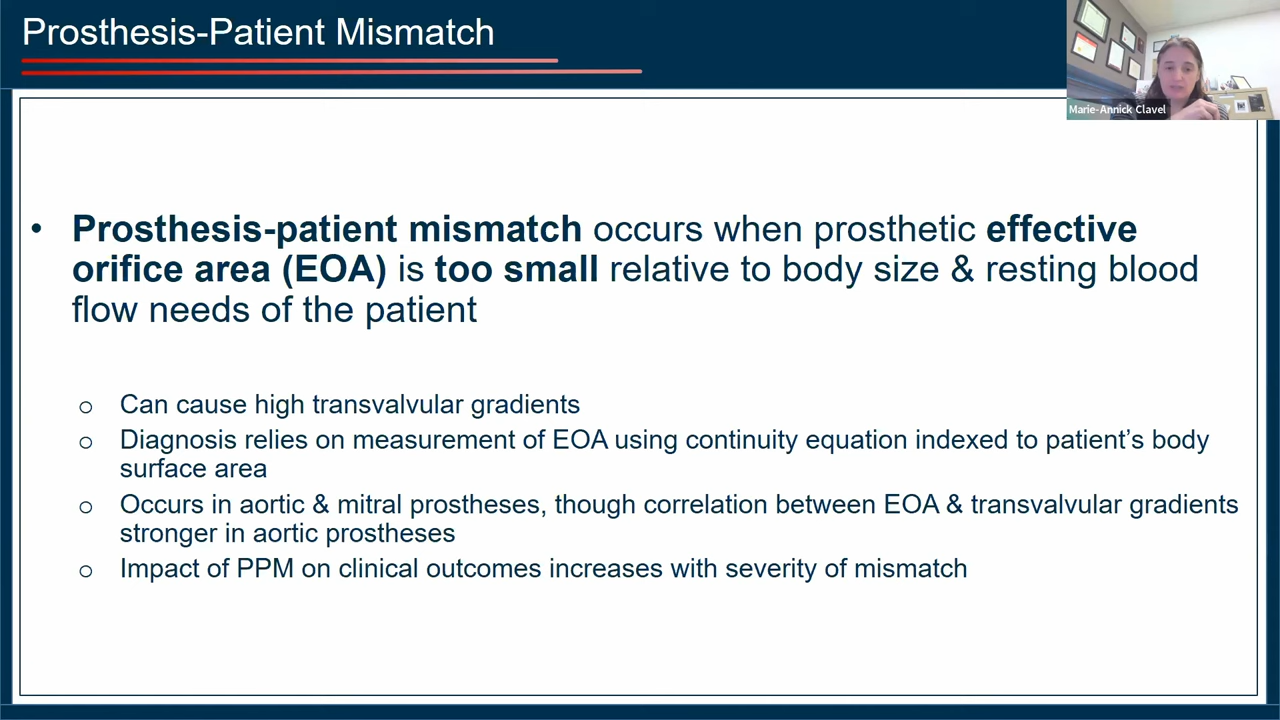 Prosthesis-Patient Mismatch
Marie-Annick Clavel
• Prosthesis-patient mismatch occurs when prosthetic effective
orifice area (EOA) is too small relative to body size & resting blood
flow needs of the patient
o Can cause high transvalvular gradients
o Diagnosis relies on measurement of EOA using continuity equation indexed to patient’s body
surface area
o Occurs in aortic & mitral prostheses, though correlation between EOA & transvalvular gradients
stronger in aortic prostheses
o Impact of PPM on clinical outcomes increases with severity of mismatch